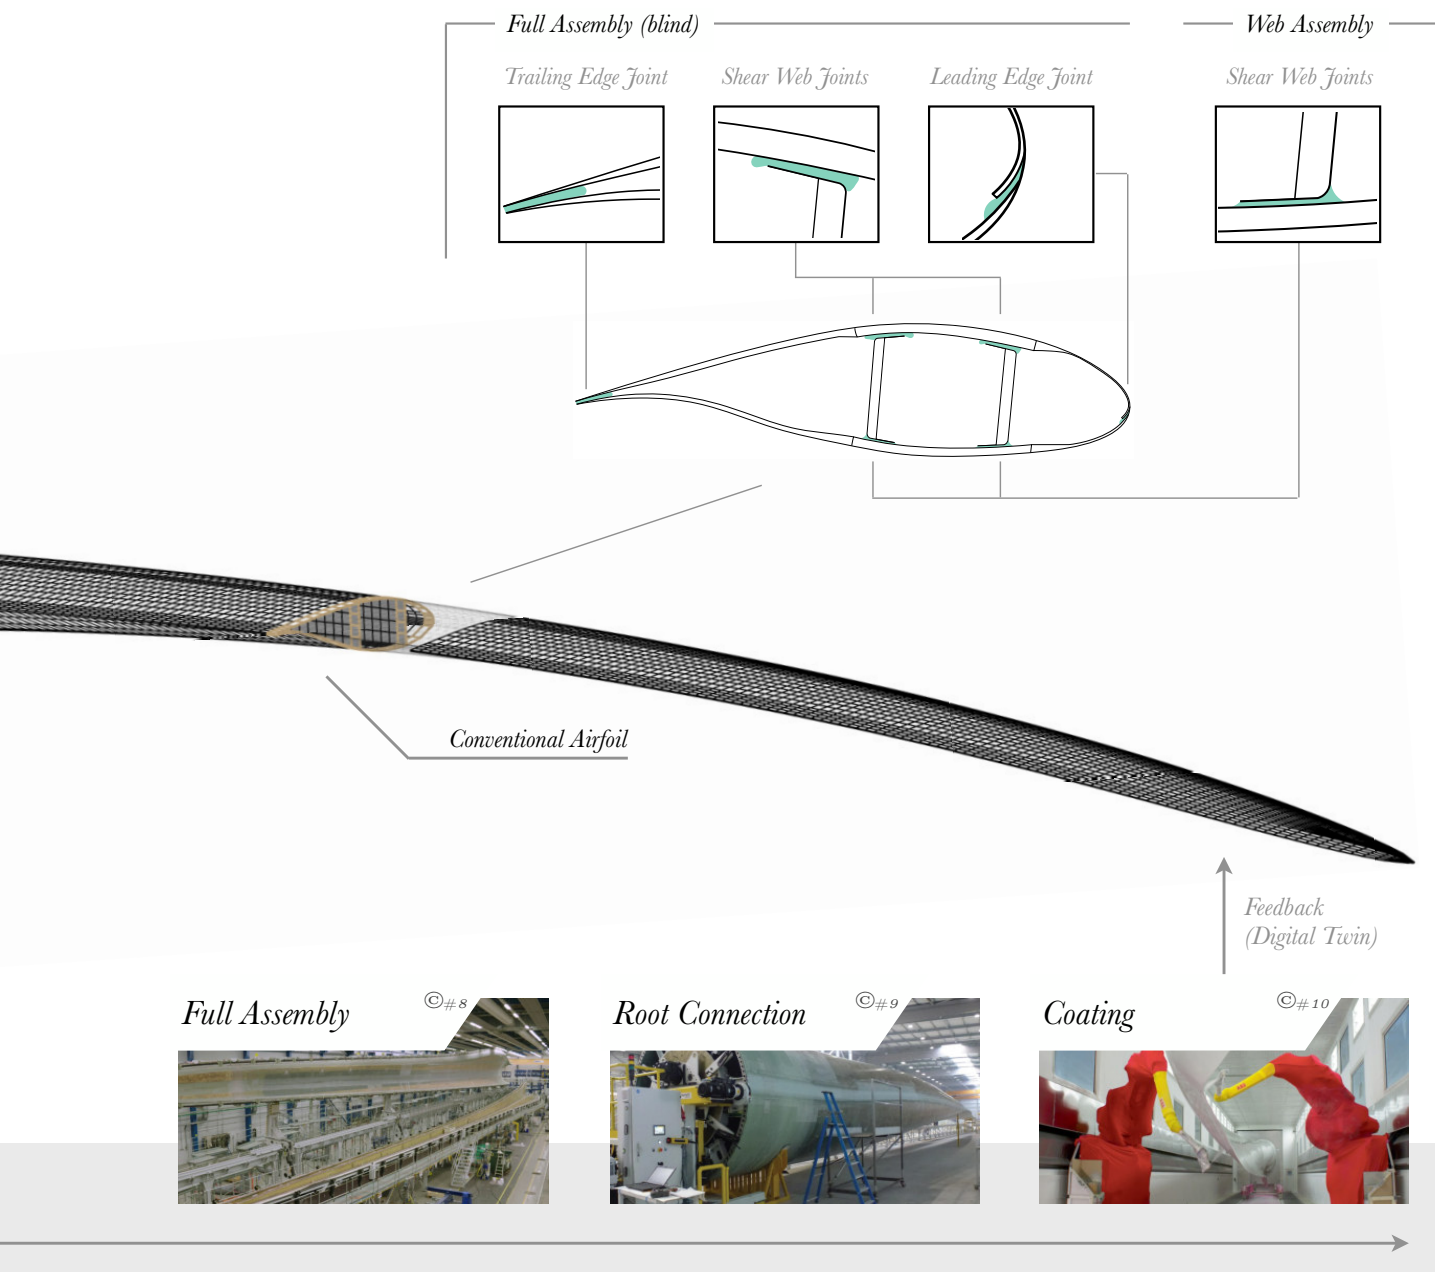 Full Assembly (blind)
Web Assembly
Trailing Edge Joint
Shear Web Joints
Leading Edge Joint
Shear Web Joints
Conventional Airfoil
Feedback
(Digital Twin)
Full Assembly
©#8
Root Connection
©#9
Coating
©#10